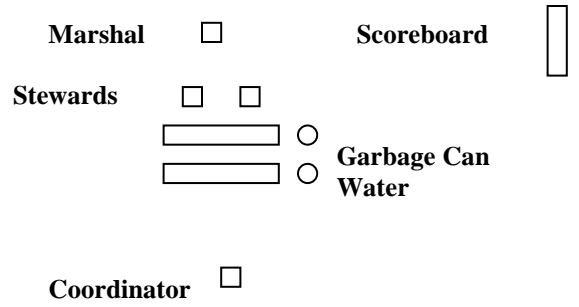 Marshal
Scoreboard
Stewards
Garbage Can
Water
Coordinator